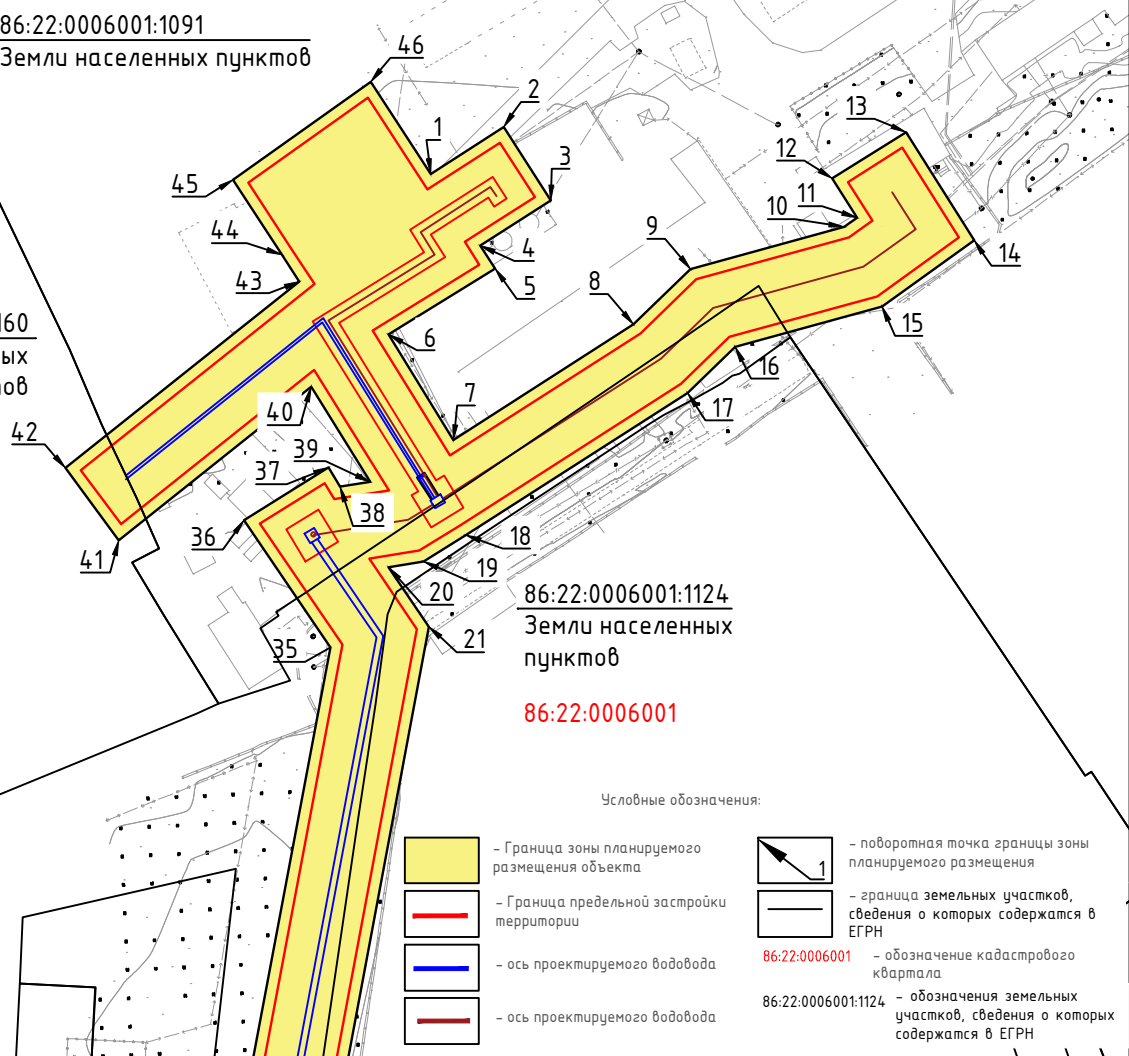 86:22:0006001:1091
Земли населенных пунктов
46
2
1
13
3
12
45
11
10
44
9
4
43
5
14
8
160
ых
ов
6
15
16
7
17
40
42
39
37
38
36
18
41
19
20
21
35
86:22:0006001:1124
Земли населенных
пунктов
86:22:0006001
Условные обозначения:
- Граница зоны планируемого
размещения объекта
- Граница предельной застройки
территории
- ось проектируемого водовода
- ось проектируемого водовода
1
- поворотная точка границы зоны
планируемого размещения
- граница земельных участков,
сведения о которых содержатся в
ЕГРН
86:22:0006001 - обозначение кадастрового
квартала
86:22:0006001:1124 - обозначения земельных
участков, сведения о которых
содержатся в ЕГРН